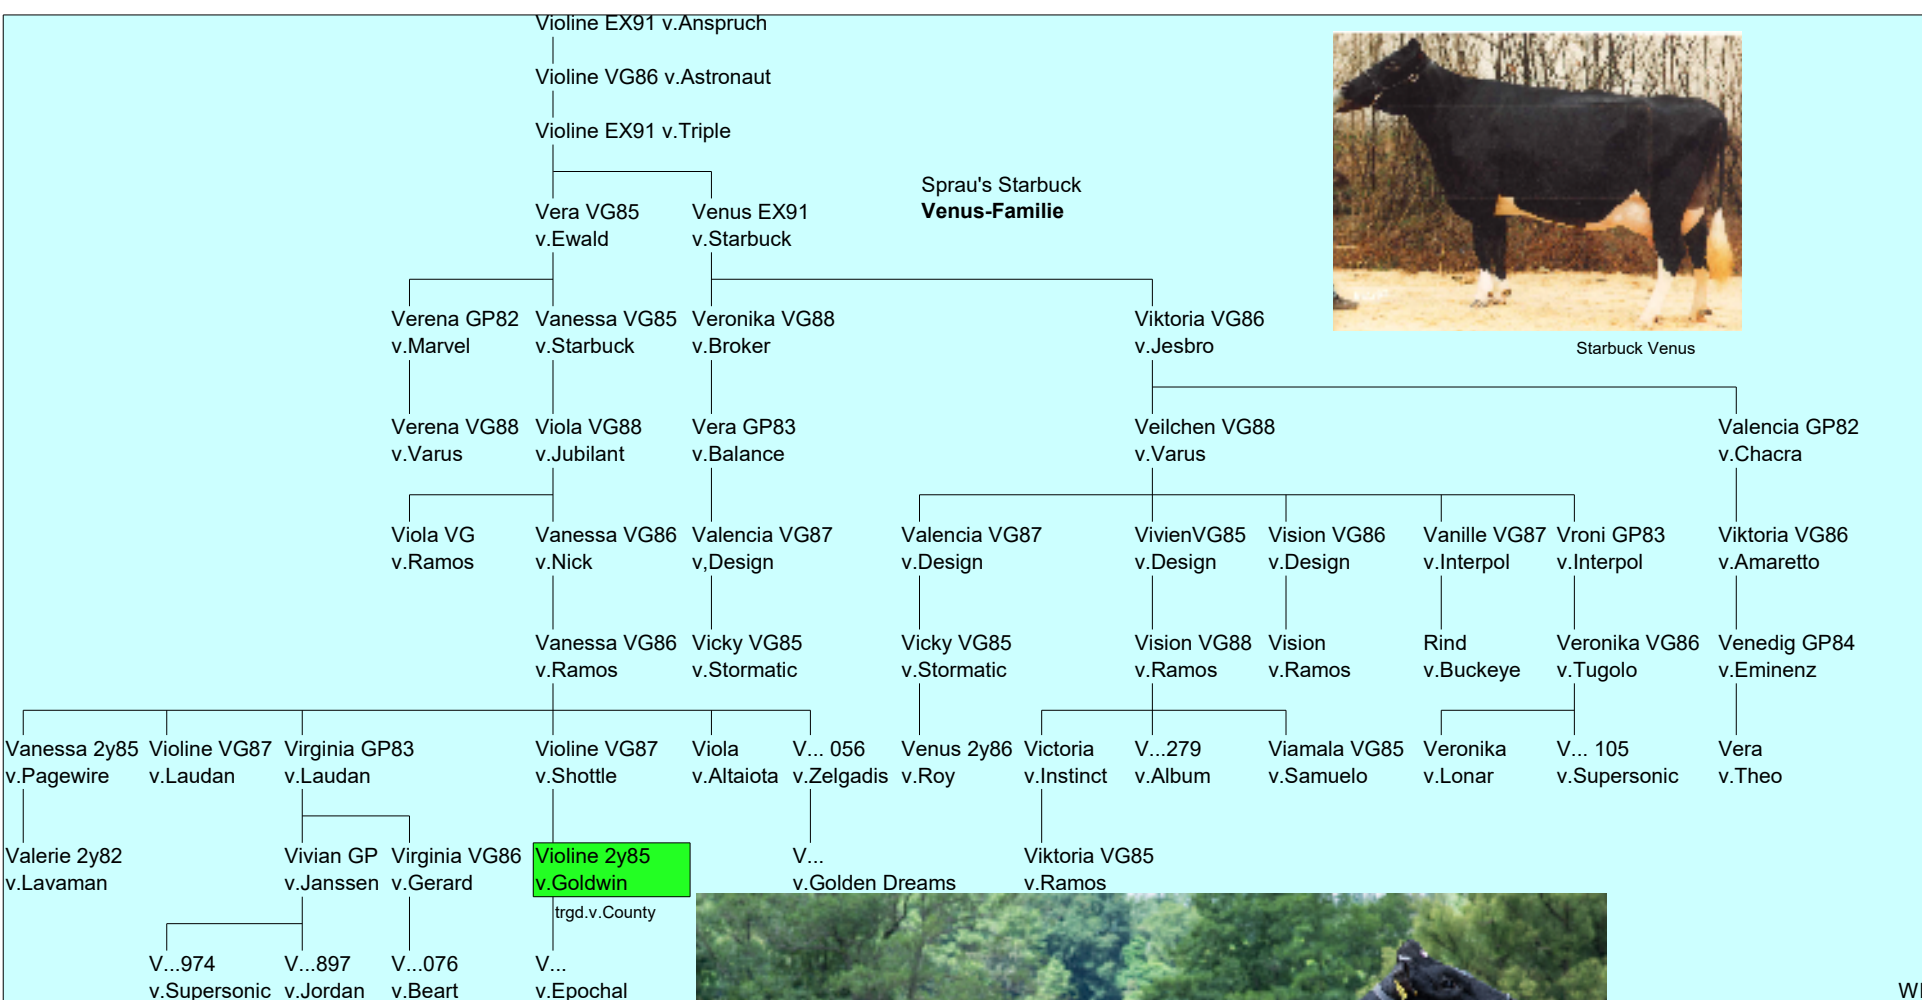 Violine EX91 v.Anspruch
Violine VG86 v.Astronaut
Violine EX91 v.Triple
Sprau's Starbuck
Venus-Familie
Vera VG85 Venus EX91
v.Ewald v.Starbuck
Verena GP82 Vanessa VG85 Veronika VG88 Viktoria VG86
v.Marvel v.Starbuck v.Broker v.Jesbro
Starbuck Venus
Verena VG88 Viola VG88 Vera GP83 Veilchen VG88 Valencia GP82
v.Varus v.Jubilant v.Balance v.Varus v.Chacra
Viola VG Vanessa VG86 Valencia VG87 Valencia VG87 VivienVG85 Vision VG86 Vanille VG87 Vroni GP83 Viktoria VG86
v.Ramos v.Nick v,Design v.Design v.Design v.Design v.Interpol v.Interpol v.Amaretto
Vanessa VG86 Vicky VG85 Vicky VG85 Vision VG88 Vision Rind Veronika VG86 Venedig GP84
v.Ramos v.Stormatic v.Stormatic v.Ramos v.Ramos v.Buckeye v.Tugolo v.Eminenz
Vanessa 2y85 Violine VG87 Virginia GP83 Violine VG87 Viola V... 056 Venus 2y86 Victoria V...279 Viamala VG85 Veronika V... 105 Vera
v.Pagewire v.Laudan v.Laudan v.Shottle v.Altaiota v.Zelgadis v.Roy v.Instinct v.Album v.Samuelo v.Lonar v.Supersonic v.Theo
Valerie 2y82 Vivian GP Virginia VG86 Violine 2y85 V... Viktoria VG85
v.Lavaman v.Janssen v.Gerard v.Goldwin v.Golden Dreams v.Ramos
trgd.v.County
V...974 V...897 V...076 V...
v.Supersonic v.Jordan v.Beart v.Epochal